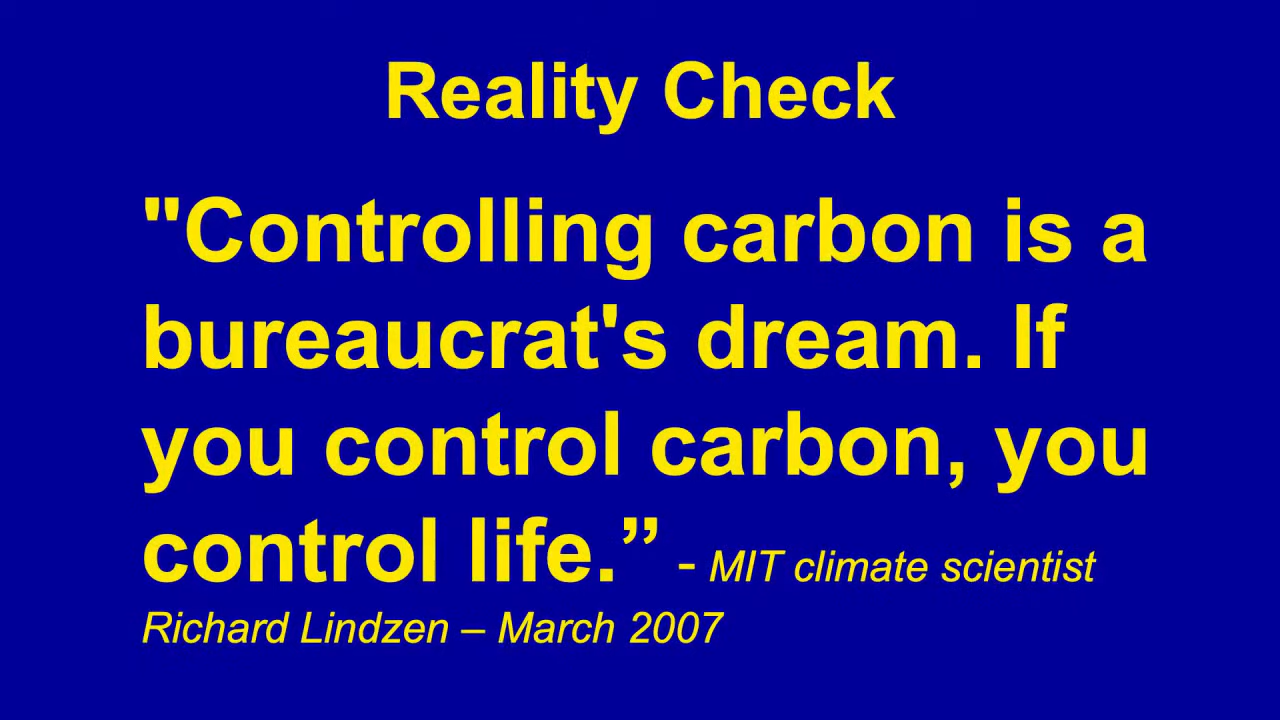 Reality Check
"Controlling carbon is a
bureaucrat's dream. If
you control carbon, you
control life.” - MIT climate scientist
Richard Lindzen – March 2007